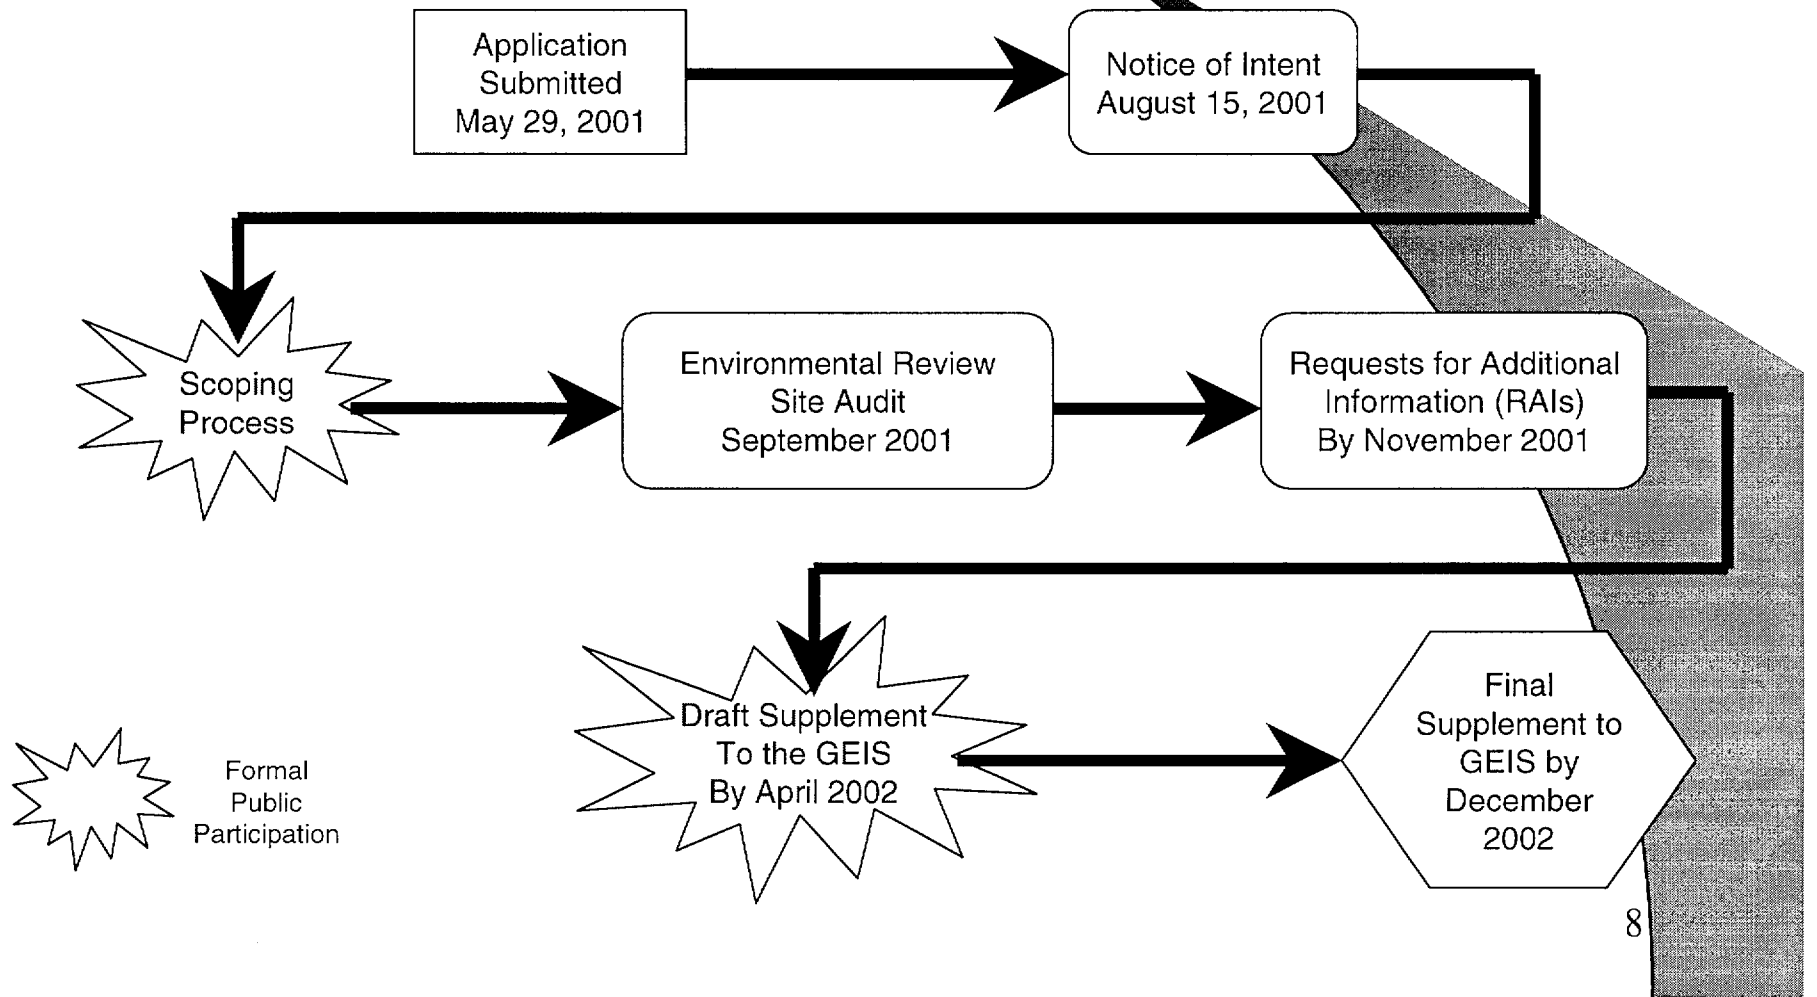 Application
Submitted
May 29, 2001
Notice of Intent
August 15, 2001
Scoping
Process
Environmental Review
Site Audit
September 2001
Requests for Additional
Information (RAIs)
By November 2001
Draft Supplement
To the GEIS
By April 2002
Final
Supplement to
GEIS by
December
2002
Formal
Public
Participation
8